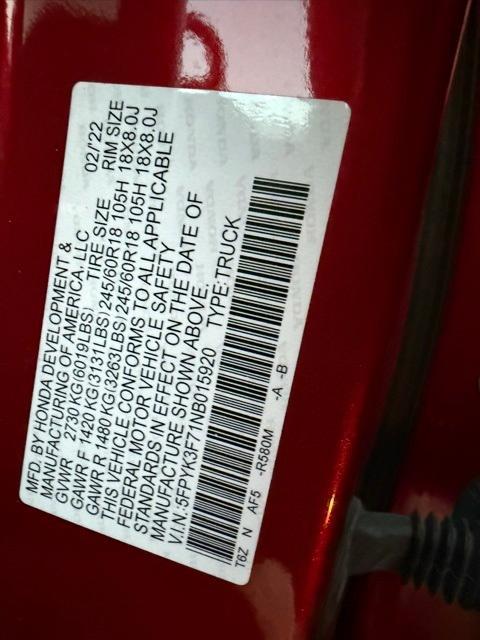 MFD. BY HONDA DEVELOPMENT &
MANUFACTURING OF AMERICA, LLC 02/'22
GVWR 2730 KG(6019LBS) TIRE SIZE RIM SIZE
GAWR F 1420 KG(3131LBS) 245/60R18 105H 18X8.0J
GAWR R 1480 KG(3263LBS) 245/60R18 105H 18X8.0J
THIS VEHICLE CONFORMS TO ALL APPLICABLE
FEDERAL MOTOR VEHICLE SAFETY
STANDARDS IN EFFECT ON THE DATE OF
MANUFACTURE SHOWN ABOVE.
V.I.N:5FPYK3F71NB015920 TYPE:TRUCK
T6Z N AF5 -R580M -A -B